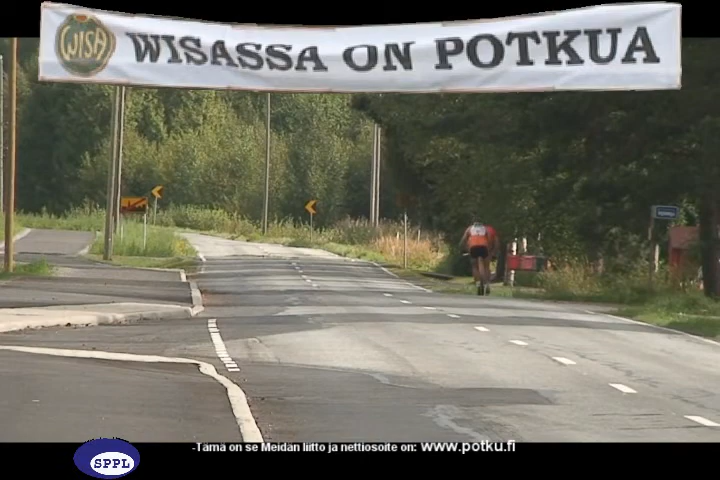 WISA WISASSA ON POTKUA
-Tämä on se Meidän liitto ja nettiosoite on: www.potku.fi
SPPL